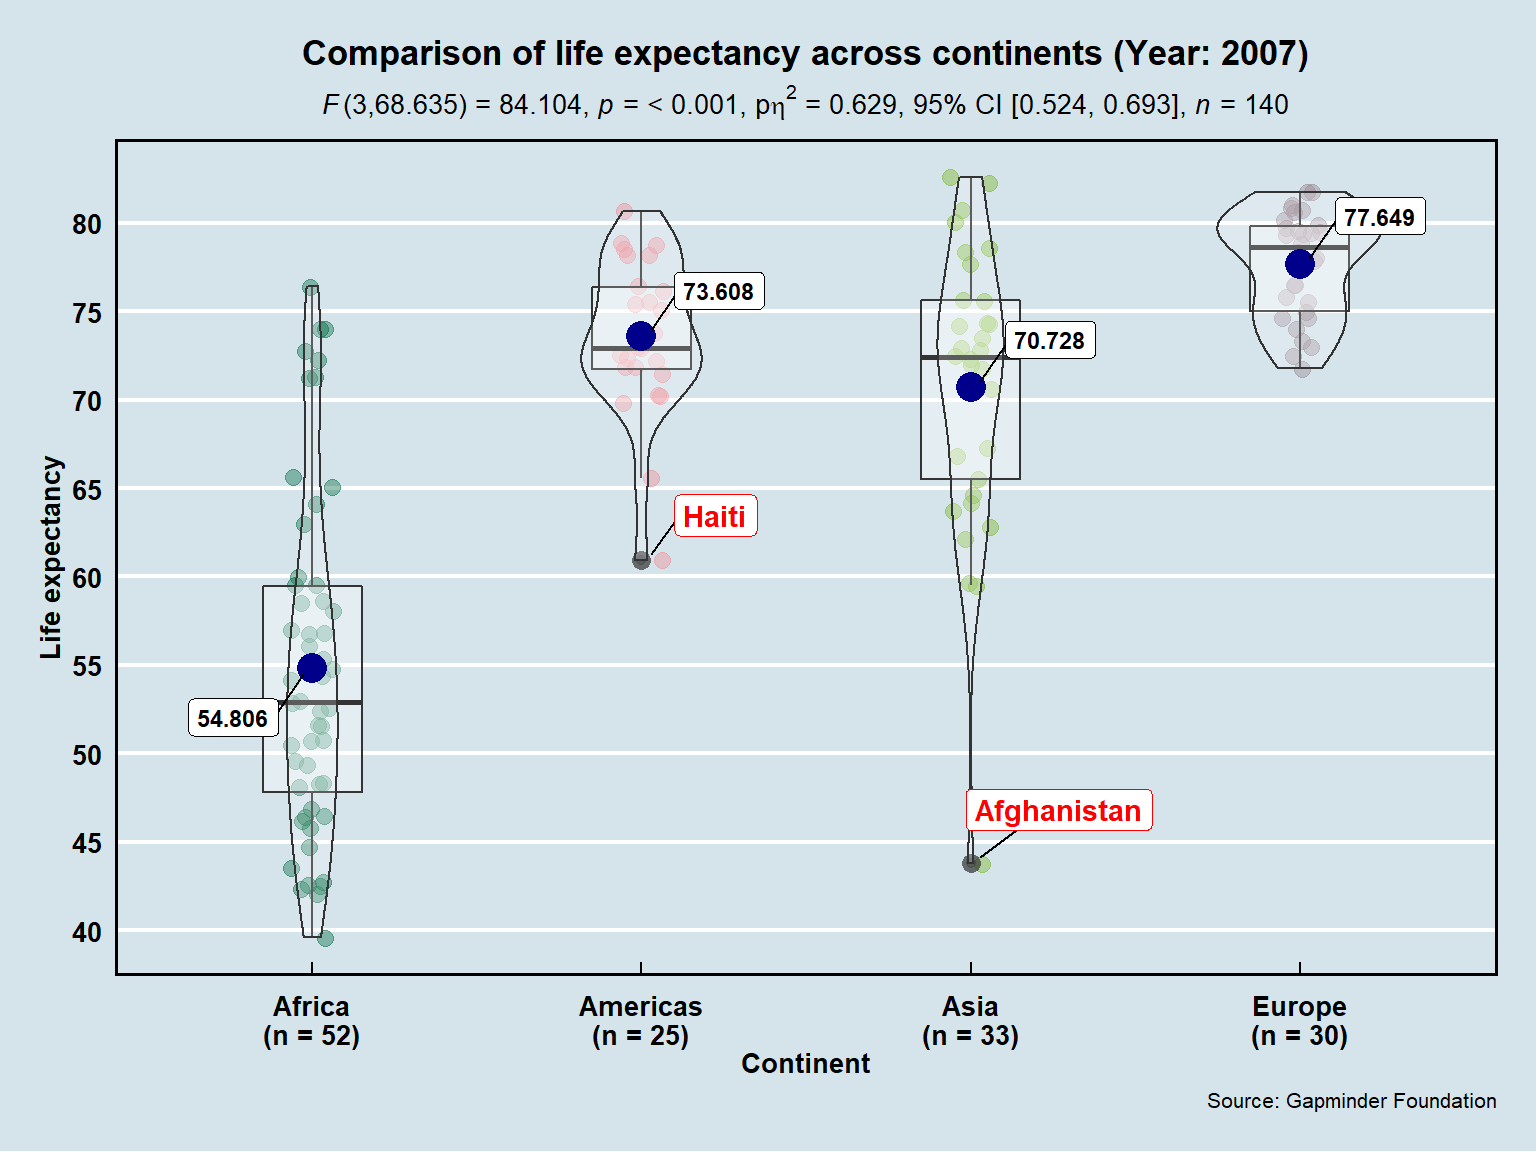 Comparison of life expectancy across continents (Year: 2007)
F(3,68.635) = 84.104, p = < 0.001, pη² = 0.629, 95% CI [0.524, 0.693], n = 140
Life expectancy
80
75
70
65
60
55
50
45
40
54.806
73.608
Haiti
70.728
Afghanistan
77.649
Africa
(n = 52)
Americas
(n = 25)
Asia
(n = 33)
Europe
(n = 30)
Continent
Source: Gapminder Foundation